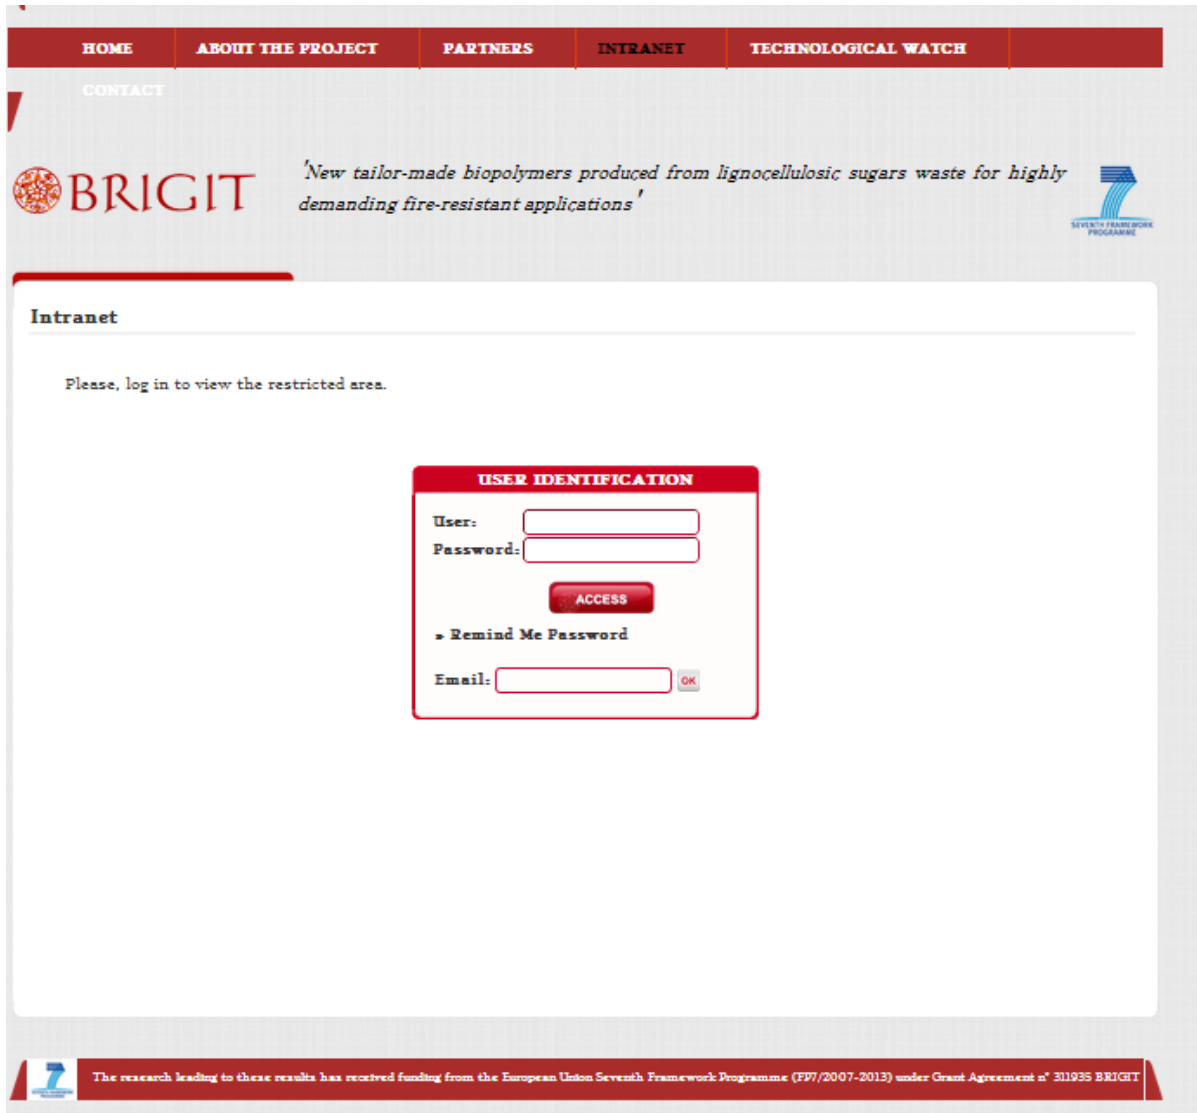 HOME ABOUT THE PROJECT PARTNERS INTRANET TECHNOLOGICAL WATCH
CONTACT
BRIGIT
'New tailor-made biopolymers produced from lignocellulosic sugars waste for highly
demanding fire-resistant applications'
SEVENTH FRAMEWORK
PROGRAMME
Intranet
Please, log in to view the restricted area.
USER IDENTIFICATION
User:
Password:
ACCESS
» Remind Me Password
Email: OK
The research leading to these results has received funding from the European Union Seventh Framework Programme (FP7/2007-2013) under Grant Agreement n° 311935 BRIGIT